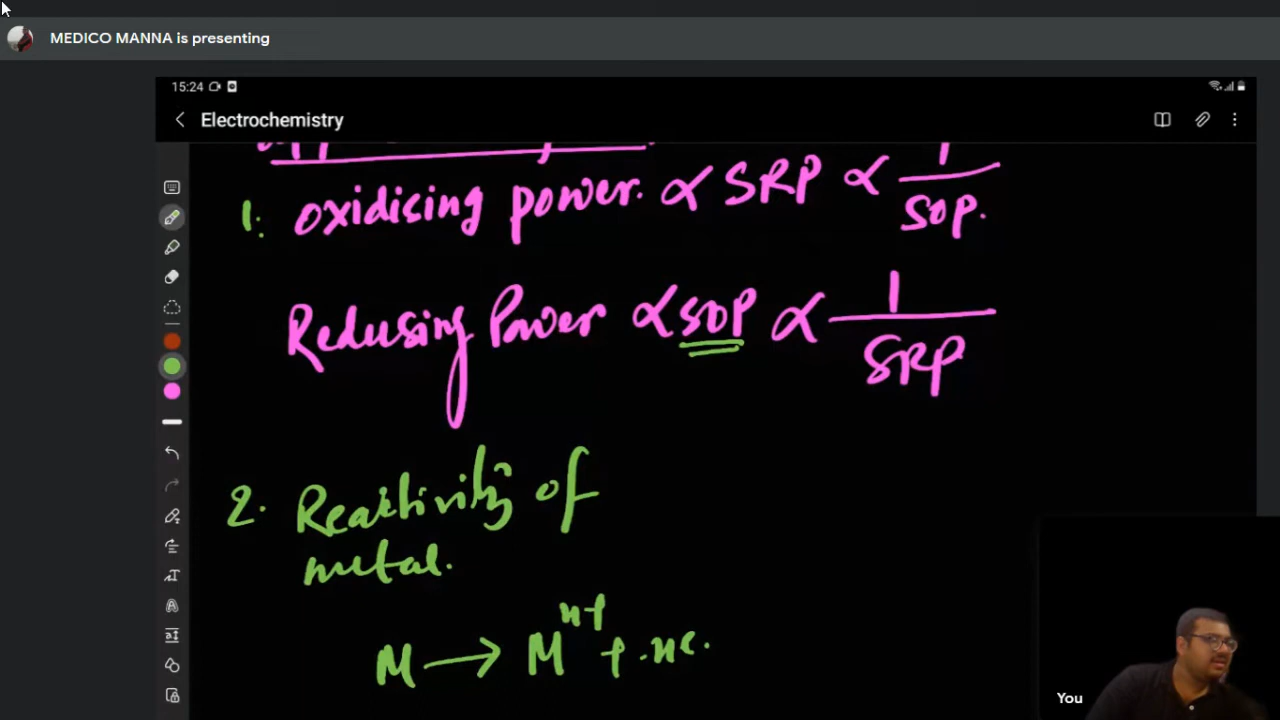 MEDICO MANNA is presenting
15:24
Electrochemistry
1. oxidising power. ∝ SRP ∝ 1/SOP.
Redusing Power ∝ SOP ∝ 1/SRP
2. Reactivity of
metal.
M → Mⁿ⁺ + ne.
You